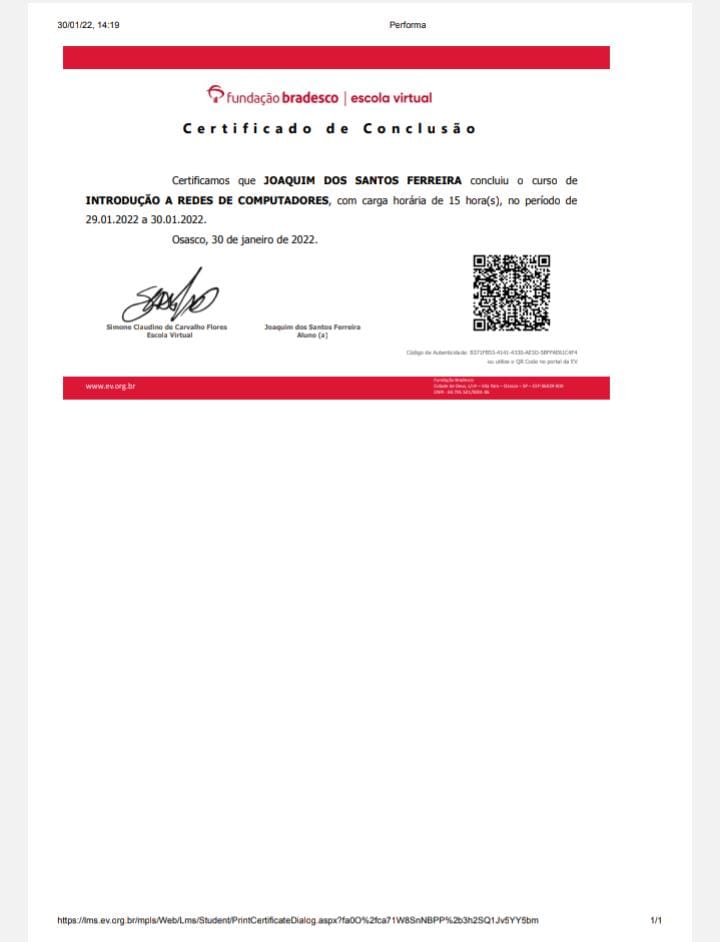 30/01/22, 14:19 Performa
fundação bradesco | escola virtual
Certificado de Conclusão
Certificamos que JOAQUIM DOS SANTOS FERREIRA concluiu o curso de
INTRODUÇÃO A REDES DE COMPUTADORES, com carga horária de 15 hora(s), no período de
29.01.2022 a 30.01.2022.
Osasco, 30 de janeiro de 2022.
Simone Claudino de Carvalho Flores
Escola Virtual
Joaquim dos Santos Ferreira
Aluno (a)
Código de Autenticidade
ou utilize o QR Code no portal da EV
www.ev.org.br
Fundação Bradesco
Cidade de Deus, - Vila Yara - Osasco - SP -
https://lms.ev.org.br/mpls/Web/Lms/Student/PrintCertificateDialog.aspx?fa0O%2fca71W8SnNBPP%2b3h2SQ1Jv5YY5bm 1/1